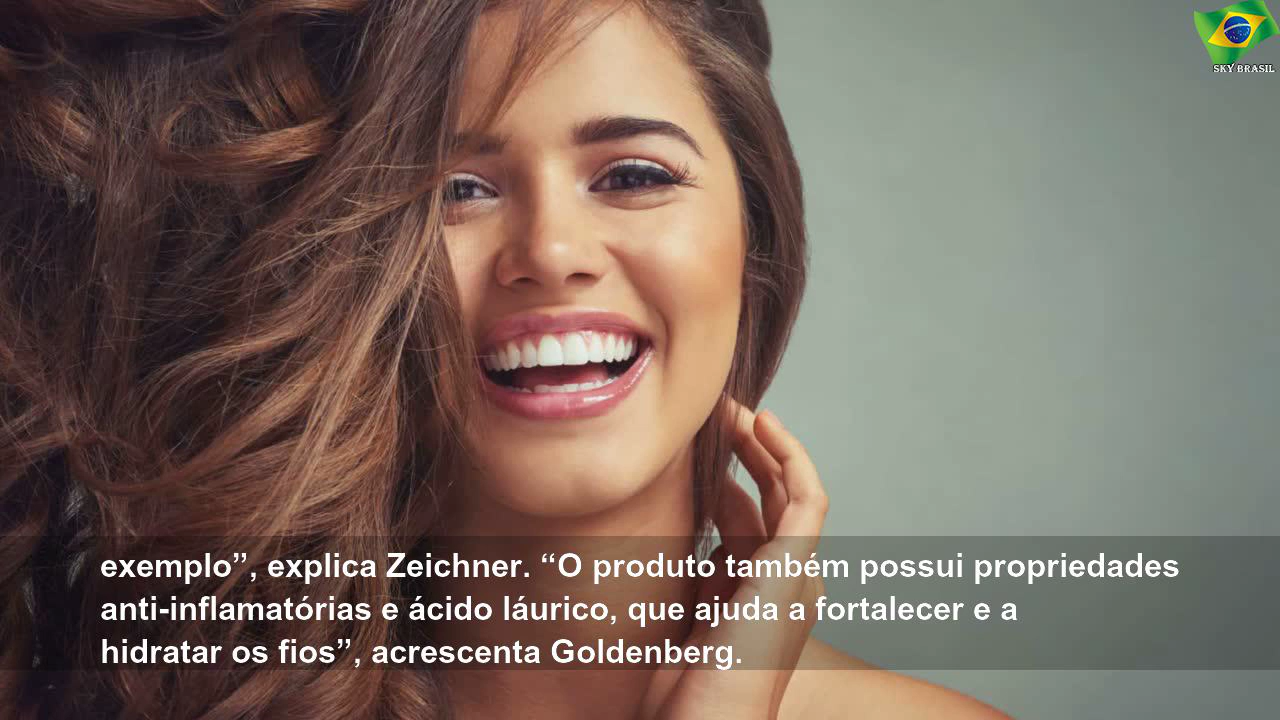 SKY BRASIL
exemplo”, explica Zeichner. “O produto também possui propriedades
anti-inflamatórias e ácido láurico, que ajuda a fortalecer e a
hidratar os fios”, acrescenta Goldenberg.